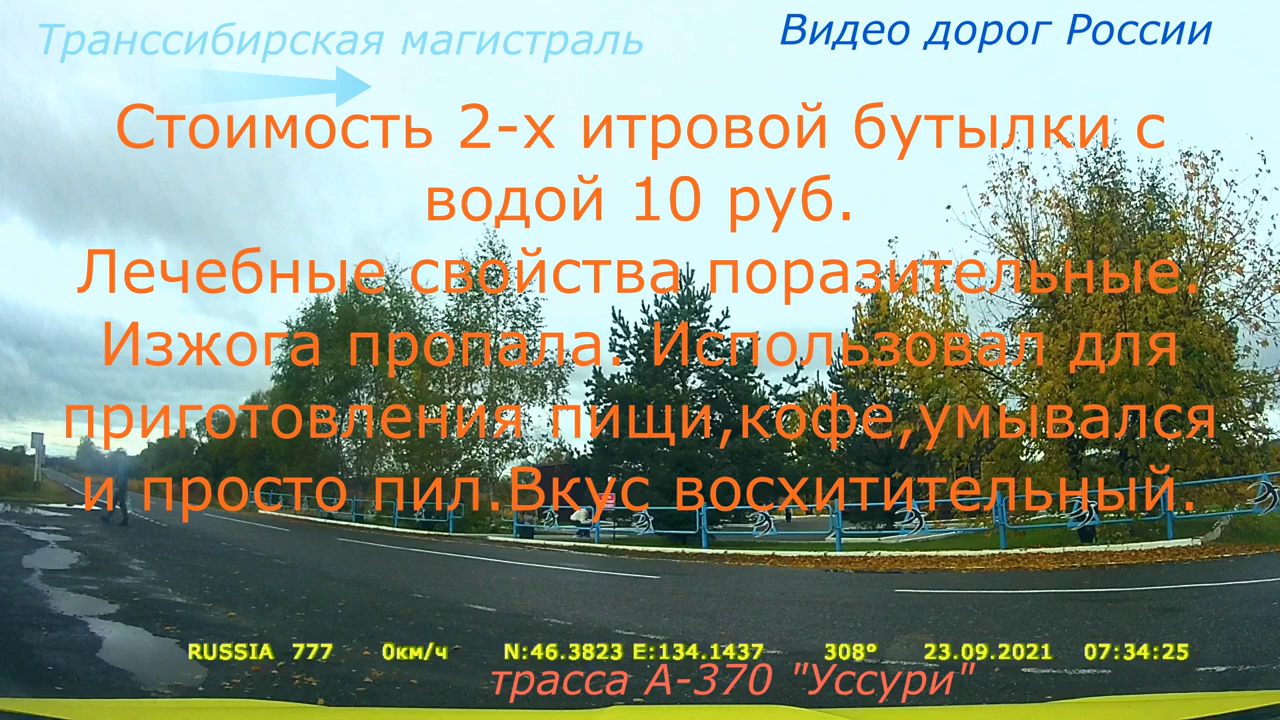 Транссибирская магистраль
Видео дорог России
Стоимость 2-х итровой бутылки с
водой 10 руб.
Лечебные свойства поразительные.
Изжога пропала. Использовал для
приготовления пищи,кофе,умывался
и просто пил.Вкус восхитительный.
RUSSIA 777 0км/ч N:46.3823 E:134.1437 308° 23.09.2021 07:34:25
трасса А-370 "Уссури"